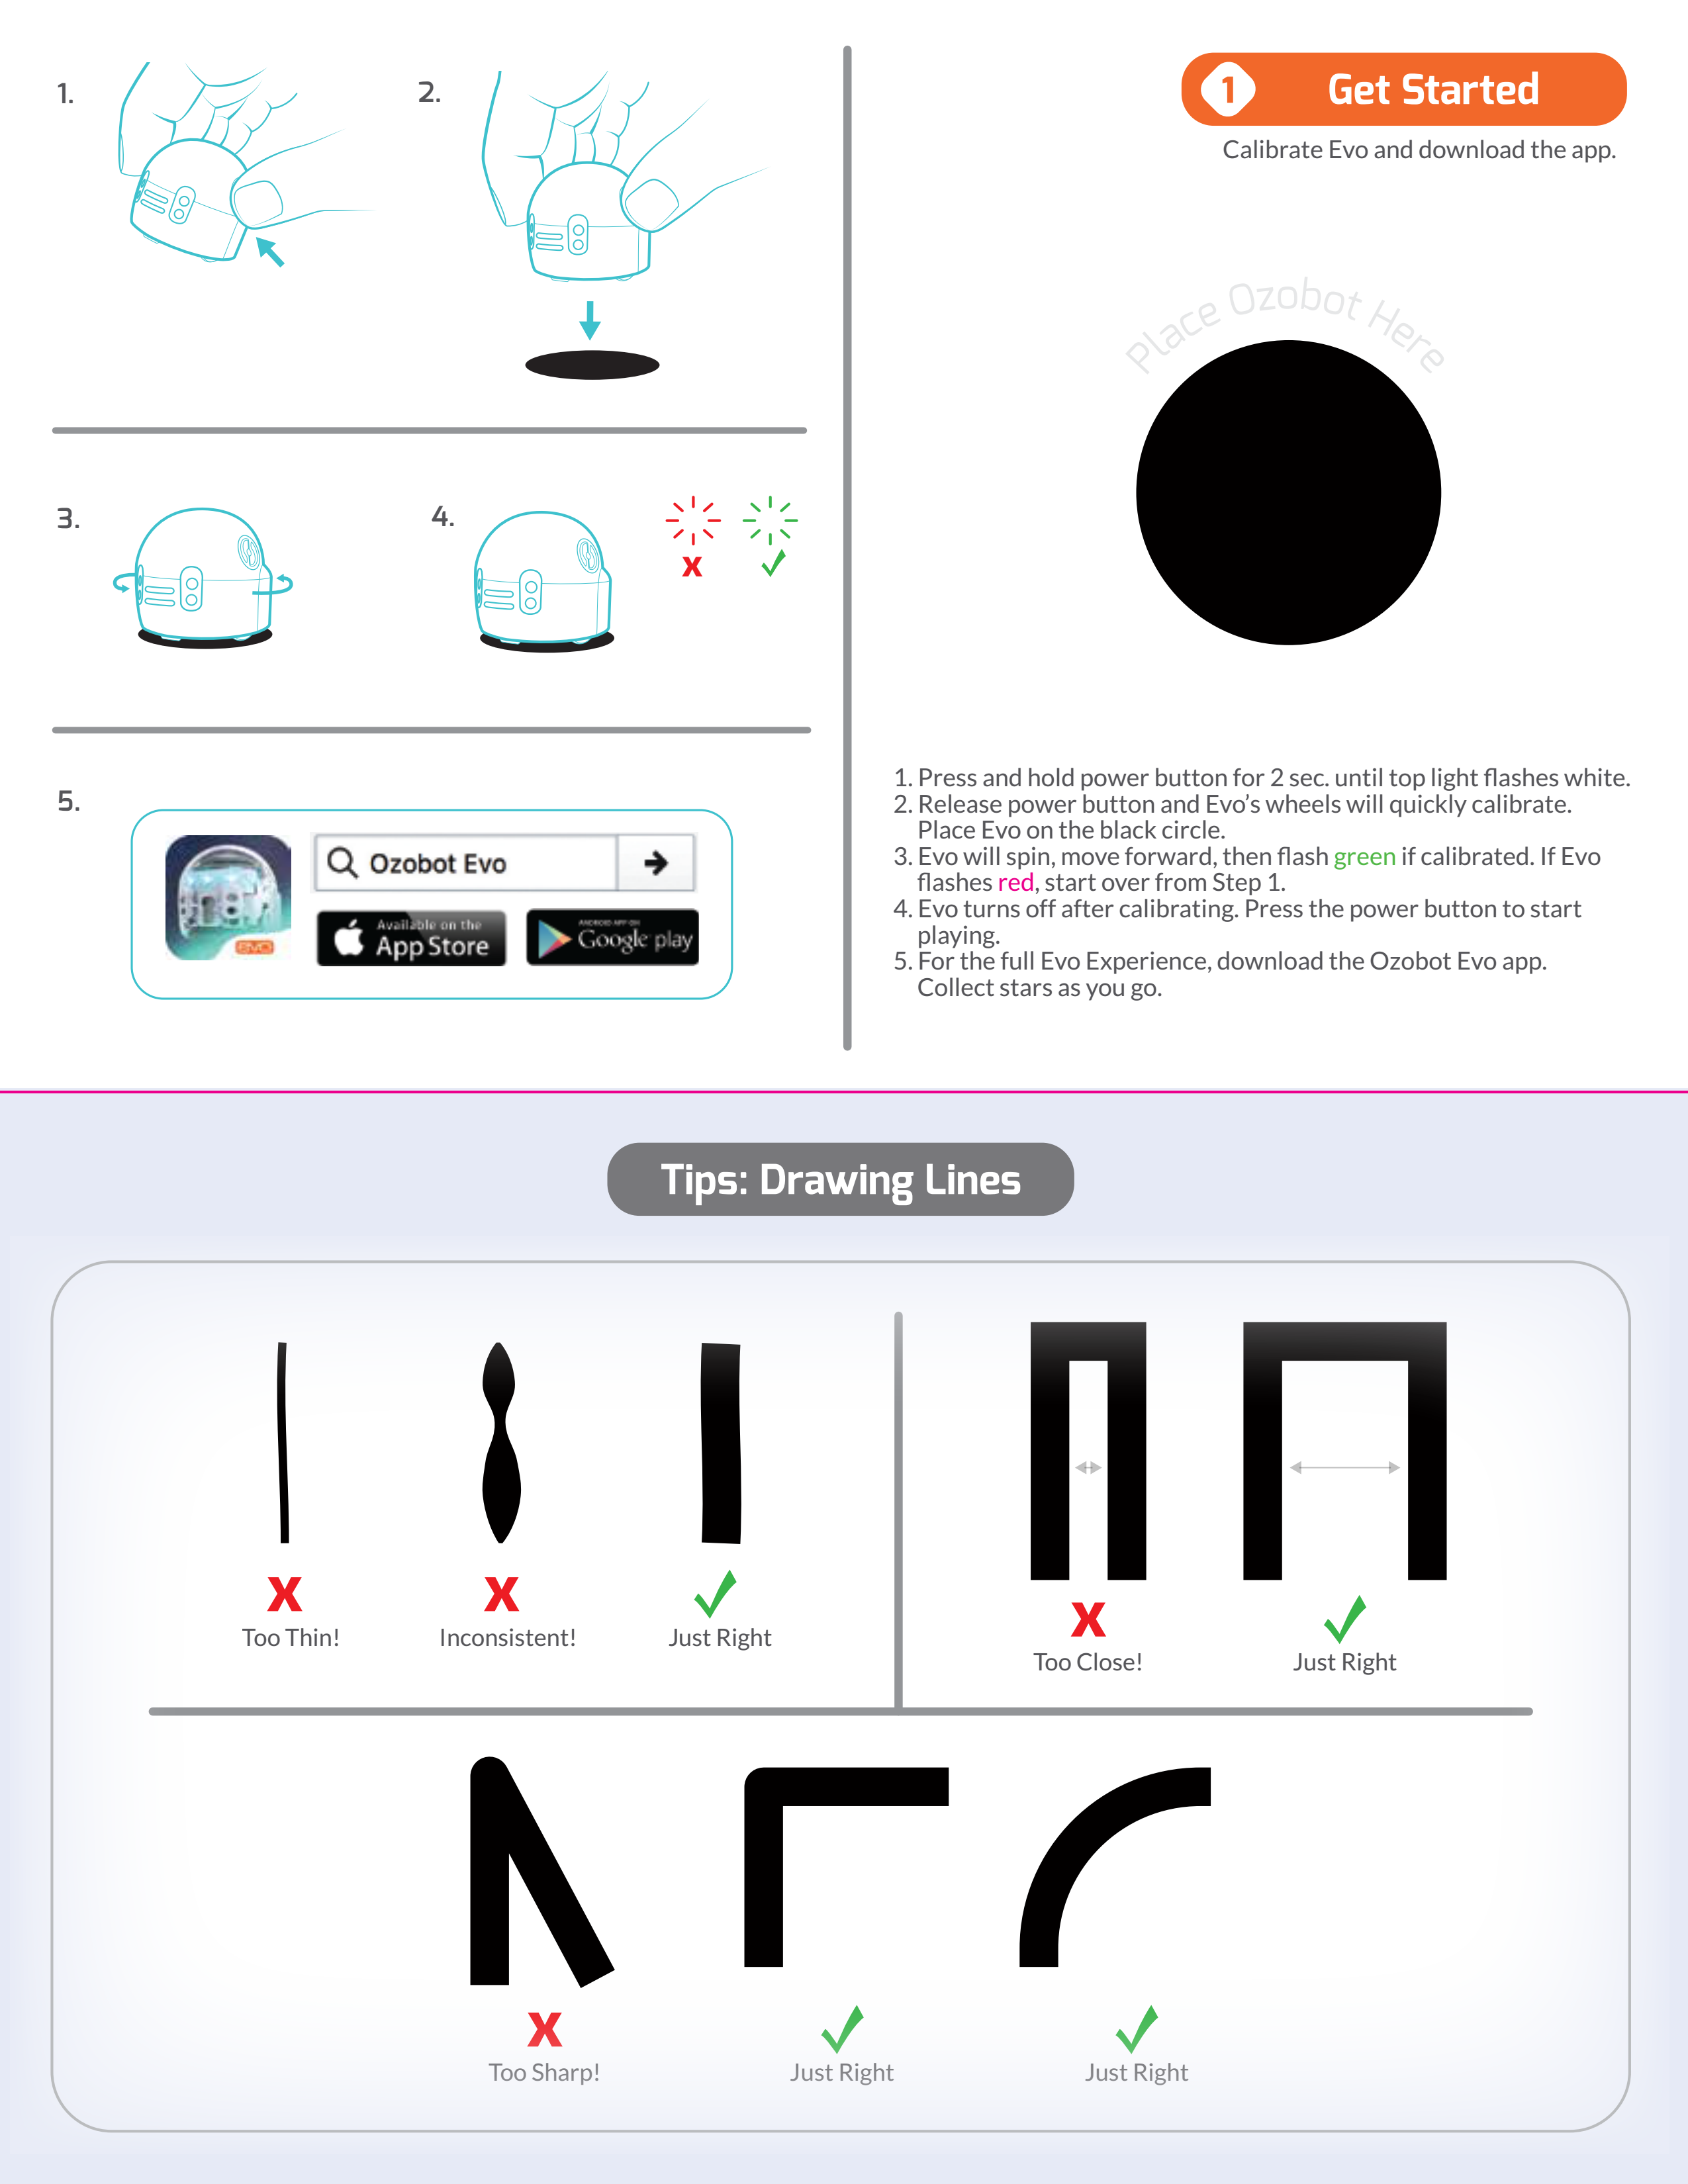 1.
2.
3.
4.
X
5.
Ozobot Evo
EVO
Available on the
App Store
ANDROID APP ON
Google play
1 Get Started
Calibrate Evo and download the app.
Place Ozobot Here
1. Press and hold power button for 2 sec. until top light flashes white.
2. Release power button and Evo's wheels will quickly calibrate.
Place Evo on the black circle.
3. Evo will spin, move forward, then flash green if calibrated. If Evo
flashes red, start over from Step 1.
4. Evo turns off after calibrating. Press the power button to start
playing.
5. For the full Evo Experience, download the Ozobot Evo app.
Collect stars as you go.
Tips: Drawing Lines
X
X
Too Thin!
Inconsistent!
Just Right
X
Too Close!
Just Right
X
Too Sharp!
Just Right
Just Right